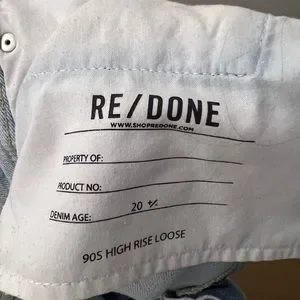 RE/DONE
WWW.SHOPREDONE.COM
PROPERTY OF:
PRODUCT NO:
DENIM AGE: 20 +/-
90S HIGH RISE LOOSE